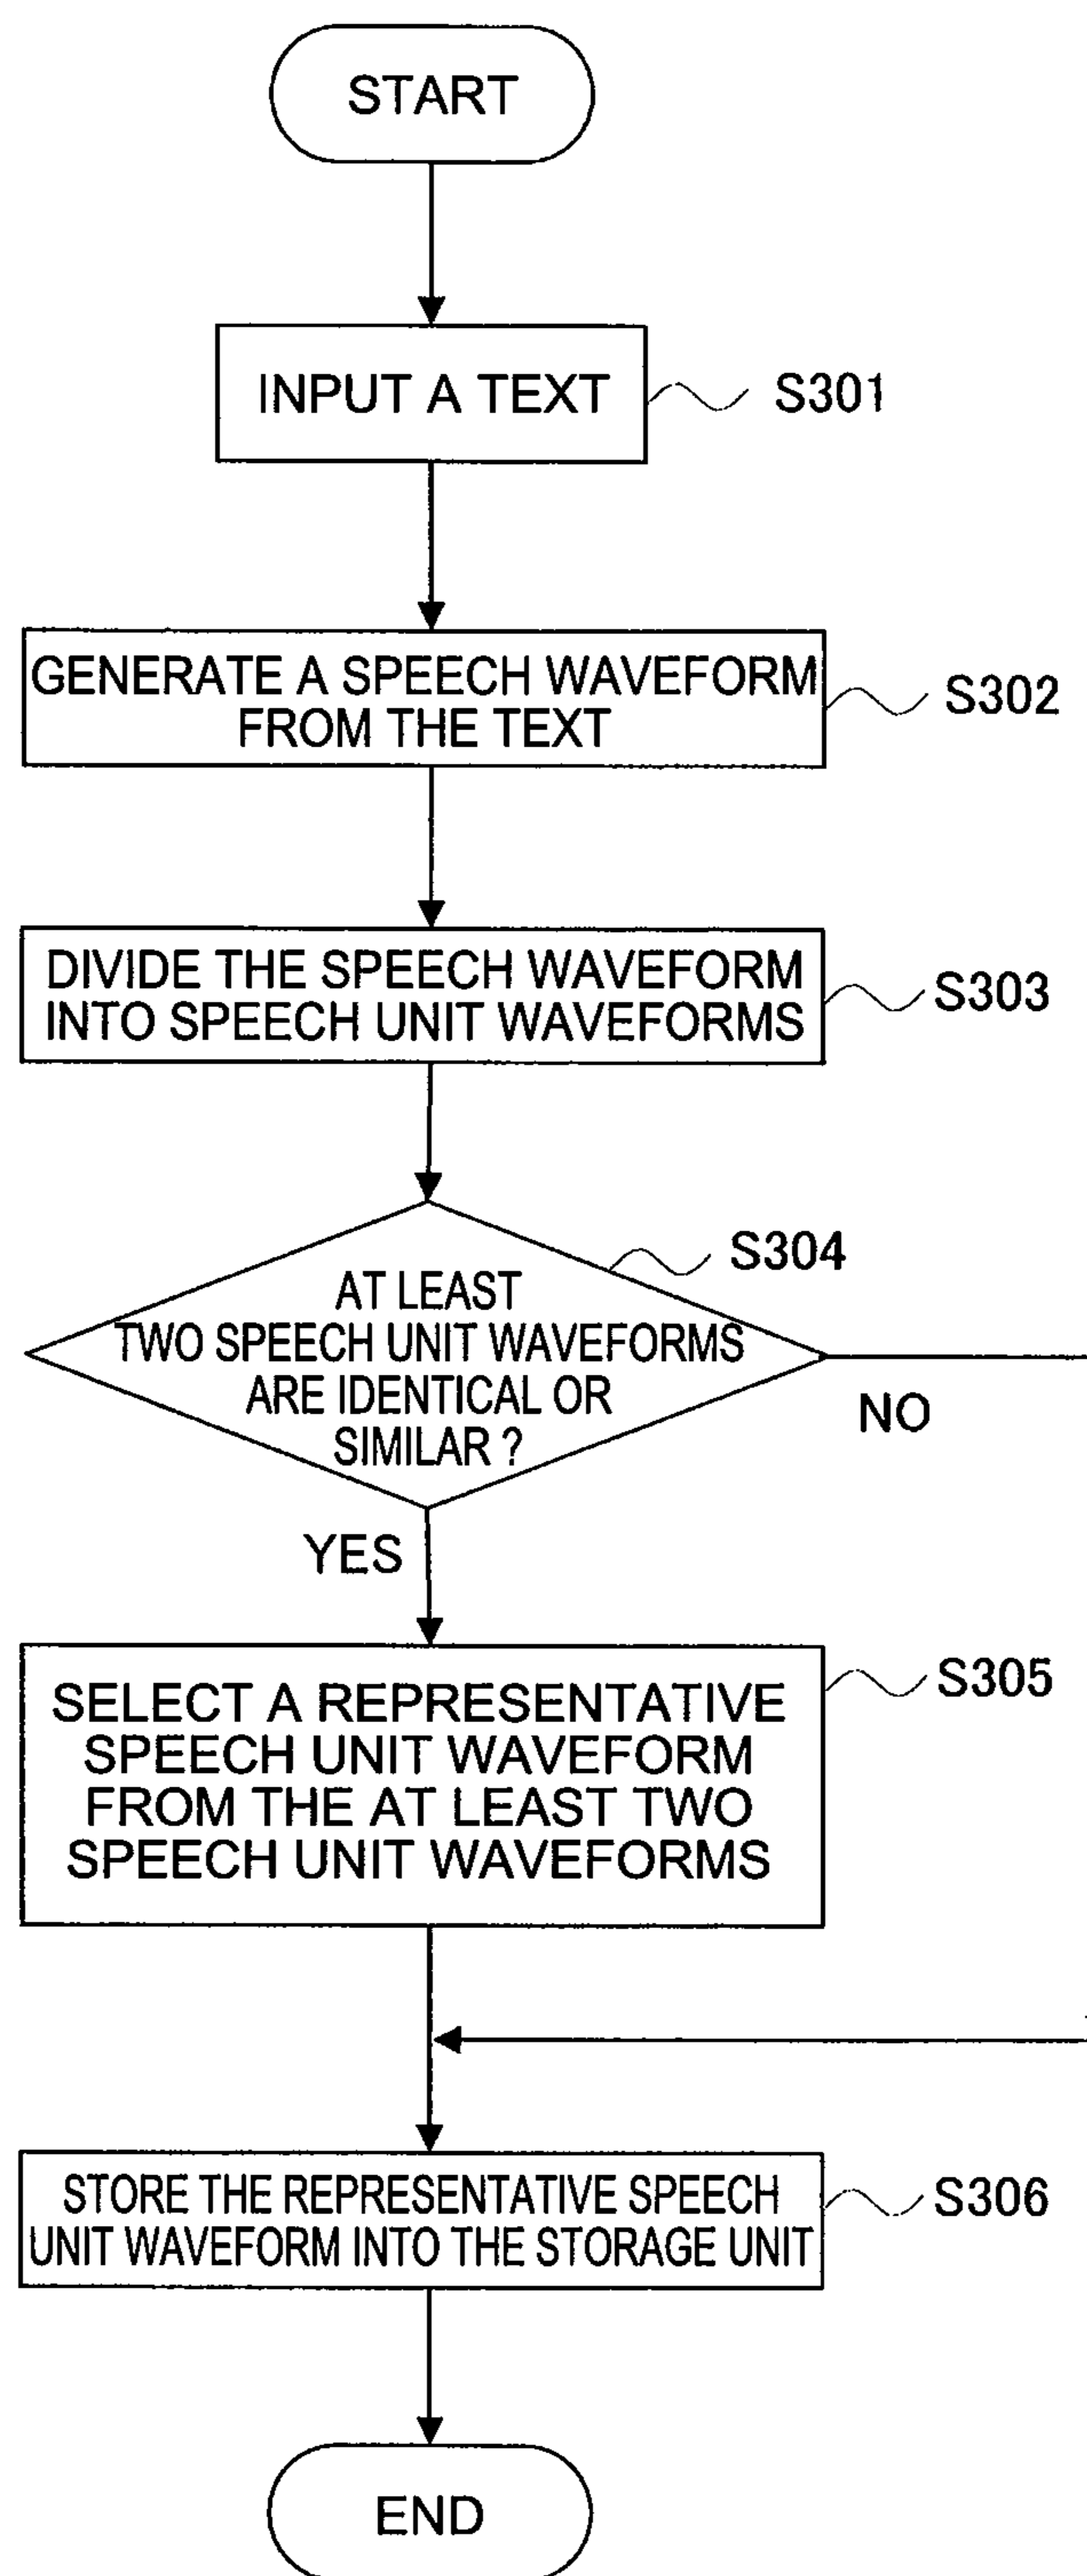 START
INPUT A TEXT
S301
GENERATE A SPEECH WAVEFORM
FROM THE TEXT
S302
DIVIDE THE SPEECH WAVEFORM
INTO SPEECH UNIT WAVEFORMS
S303
S304
AT LEAST
TWO SPEECH UNIT WAVEFORMS
ARE IDENTICAL OR
SIMILAR ?
NO
YES
SELECT A REPRESENTATIVE
SPEECH UNIT WAVEFORM
FROM THE AT LEAST TWO
SPEECH UNIT WAVEFORMS
S305
STORE THE REPRESENTATIVE SPEECH
UNIT WAVEFORM INTO THE STORAGE UNIT
S306
END